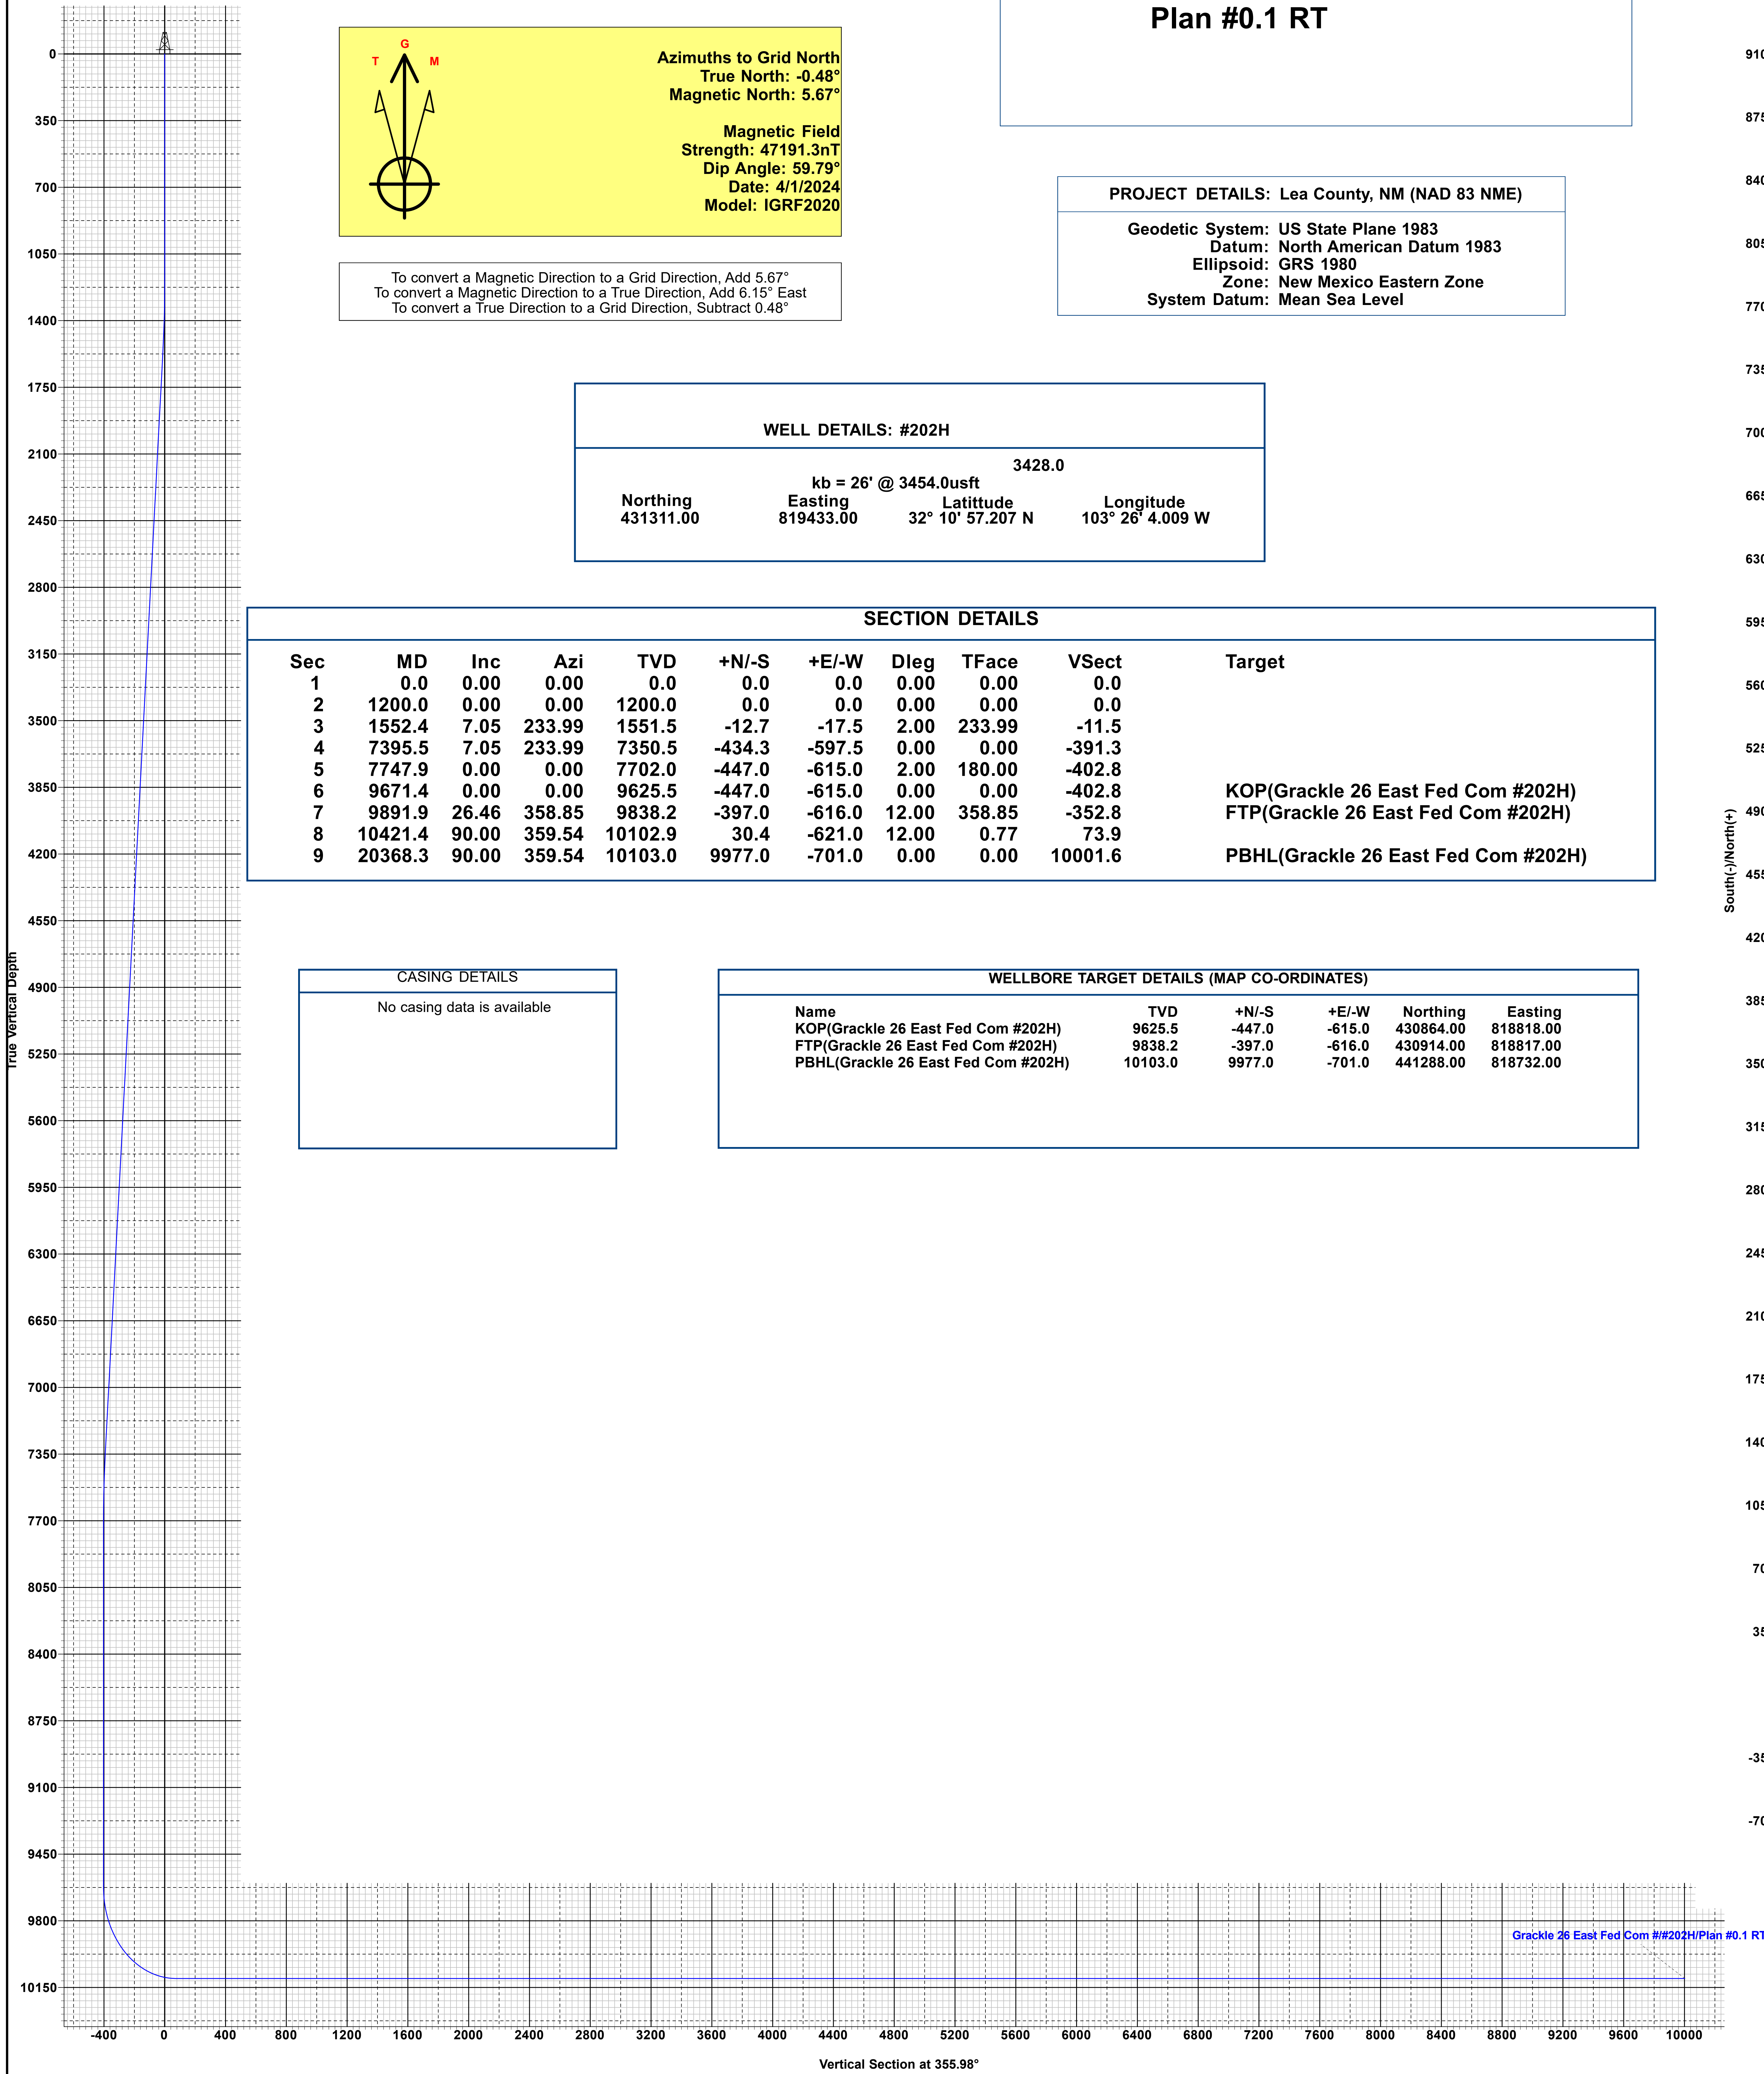 Plan #0.1 RT
G
T M
Azimuths to Grid North
True North: -0.48°
Magnetic North: 5.67°
Magnetic Field
Strength: 47191.3nT
Dip Angle: 59.79°
Date: 4/1/2024
Model: IGRF2020
To convert a Magnetic Direction to a Grid Direction, Add 5.67°
To convert a Magnetic Direction to a True Direction, Add 6.15° East
To convert a True Direction to a Grid Direction, Subtract 0.48°
PROJECT DETAILS: Lea County, NM (NAD 83 NME)
Geodetic System: US State Plane 1983
Datum: North American Datum 1983
Ellipsoid: GRS 1980
Zone: New Mexico Eastern Zone
System Datum: Mean Sea Level
WELL DETAILS: #202H
3428.0
kb = 26' @ 3454.0usft
Northing Easting Latittude Longitude
431311.00 819433.00 32° 10' 57.207 N 103° 26' 4.009 W
SECTION DETAILS
Sec MD Inc Azi TVD +N/-S +E/-W Dleg TFace VSect Target
1 0.0 0.00 0.00 0.0 0.0 0.0 0.00 0.00 0.0
2 1200.0 0.00 0.00 1200.0 0.0 0.0 0.00 0.00 0.0
3 1552.4 7.05 233.99 1551.5 -12.7 -17.5 2.00 233.99 -11.5
4 7395.5 7.05 233.99 7350.5 -434.3 -597.5 0.00 0.00 -391.3
5 7747.9 0.00 0.00 7702.0 -447.0 -615.0 2.00 180.00 -402.8
6 9671.4 0.00 0.00 9625.5 -447.0 -615.0 0.00 0.00 -402.8 KOP(Grackle 26 East Fed Com #202H)
7 9891.9 26.46 358.85 9838.2 -397.0 -616.0 12.00 358.85 -352.8 FTP(Grackle 26 East Fed Com #202H)
8 10421.4 90.00 359.54 10102.9 30.4 -621.0 12.00 0.77 73.9
9 20368.3 90.00 359.54 10103.0 9977.0 -701.0 0.00 0.00 10001.6 PBHL(Grackle 26 East Fed Com #202H)
CASING DETAILS
No casing data is available
WELLBORE TARGET DETAILS (MAP CO-ORDINATES)
Name TVD +N/-S +E/-W Northing Easting
KOP(Grackle 26 East Fed Com #202H) 9625.5 -447.0 -615.0 430864.00 818818.00
FTP(Grackle 26 East Fed Com #202H) 9838.2 -397.0 -616.0 430914.00 818817.00
PBHL(Grackle 26 East Fed Com #202H) 10103.0 9977.0 -701.0 441288.00 818732.00
True Vertical Depth
0
350
700
1050
1400
1750
2100
2450
2800
3150
3500
3850
4200
4550
4900
5250
5600
5950
6300
6650
7000
7350
7700
8050
8400
8750
9100
9450
9800
10150
-400 0 400 800 1200 1600 2000 2400 2800 3200 3600 4000 4400 4800 5200 5600 6000 6400 6800 7200 7600 8000 8400 8800 9200 9600 10000
Vertical Section at 355.98°
Grackle 26 East Fed Com #/#202H/Plan #0.1 RT
South(-)/North(+)